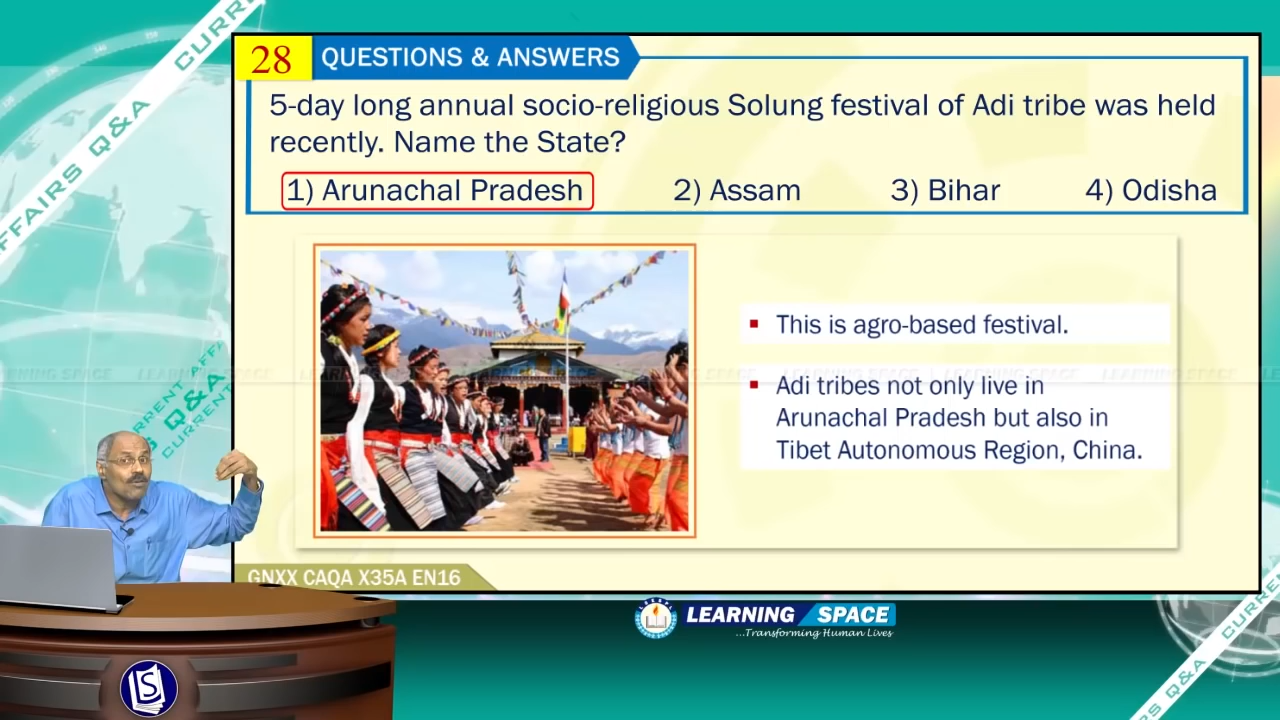 28
QUESTIONS & ANSWERS
5-day long annual socio-religious Solung festival of Adi tribe was held
recently. Name the State?
1) Arunachal Pradesh 2) Assam 3) Bihar 4) Odisha
This is agro-based festival.
Adi tribes not only live in
Arunachal Pradesh but also in
Tibet Autonomous Region, China.
GNXX CAQA X35A EN16
LEARNING SPACE
...Transforming Human Lives
LS